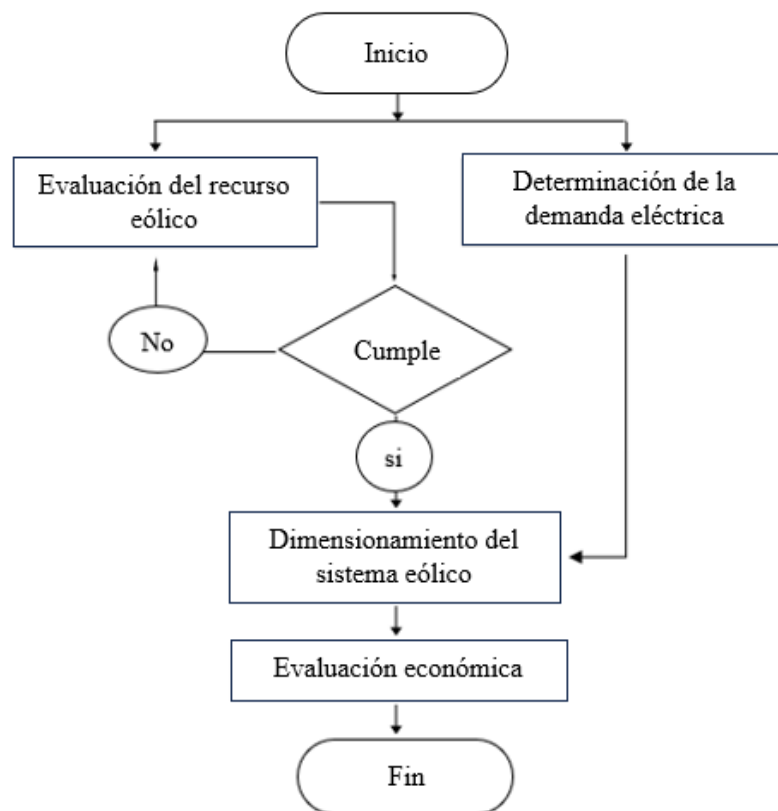 Inicio
Evaluación del recurso
eólico
Determinación de la
demanda eléctrica
No
Cumple
si
Dimensionamiento del
sistema eólico
Evaluación económica
Fin